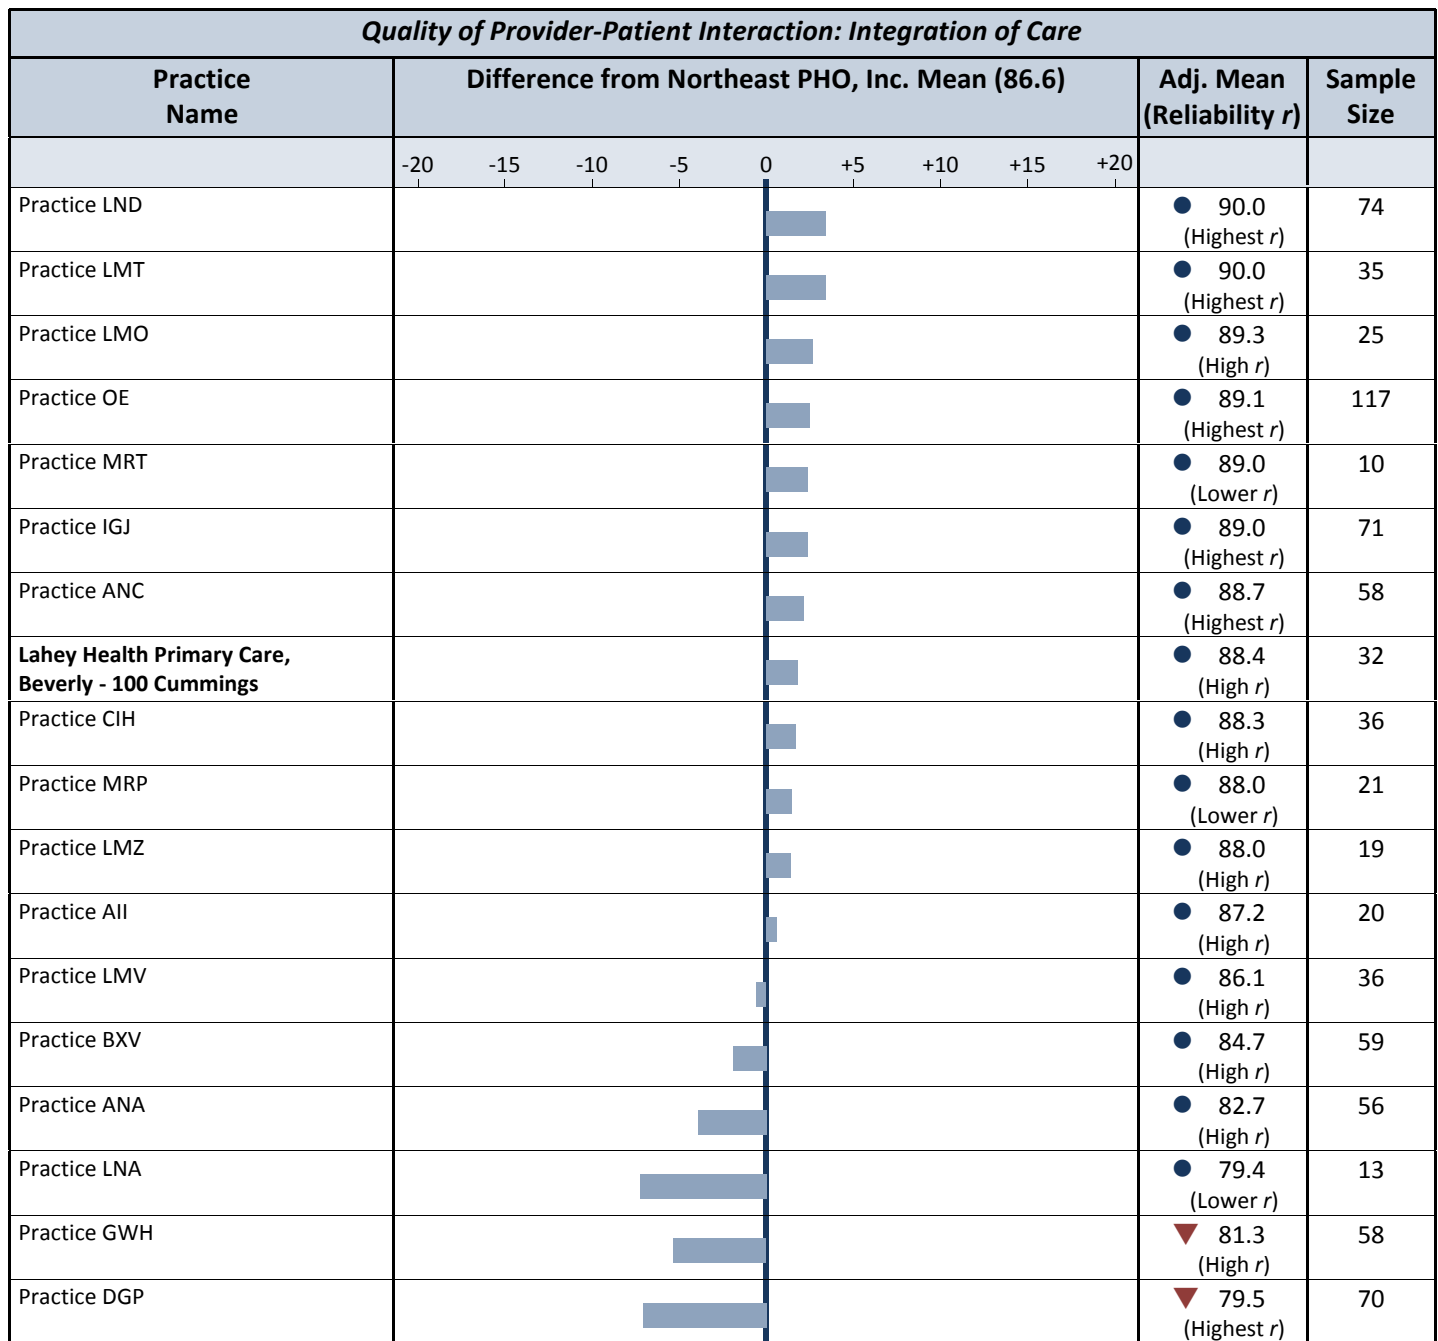 Quality of Provider-Patient Interaction: Integration of Care
Practice Name
Difference from Northeast PHO, Inc. Mean (86.6)
Adj. Mean (Reliability r)
Sample Size
-20 -15 -10 -5 0 +5 +10 +15 +20
Practice LND 90.0 74
(Highest r)
Practice LMT 90.0 35
(Highest r)
Practice LMO 89.3 25
(High r)
Practice OE 89.1 117
(Highest r)
Practice MRT 89.0 10
(Lower r)
Practice IGJ 89.0 71
(Highest r)
Practice ANC 88.7 58
(Highest r)
Lahey Health Primary Care, 88.4 32
Beverly - 100 Cummings (High r)
Practice CIH 88.3 36
(High r)
Practice MRP 88.0 21
(Lower r)
Practice LMZ 88.0 19
(High r)
Practice AII 87.2 20
(High r)
Practice LMV 86.1 36
(High r)
Practice BXV 84.7 59
(High r)
Practice ANA 82.7 56
(High r)
Practice LNA 79.4 13
(Lower r)
Practice GWH 81.3 58
(High r)
Practice DGP 79.5 70
(Highest r)